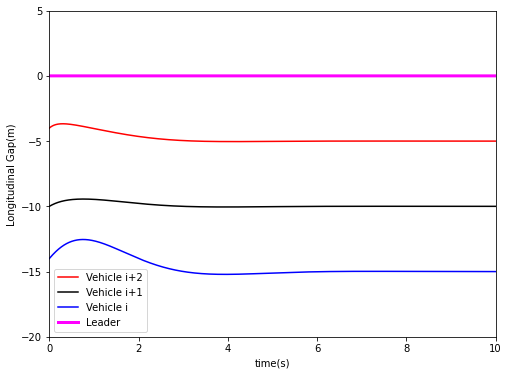 5
0
−5
−10
−15
−20
Longitudinal Gap(m)
Vehicle i+2
Vehicle i+1
Vehicle i
Leader
0 2 4 6 8 10
time(s)